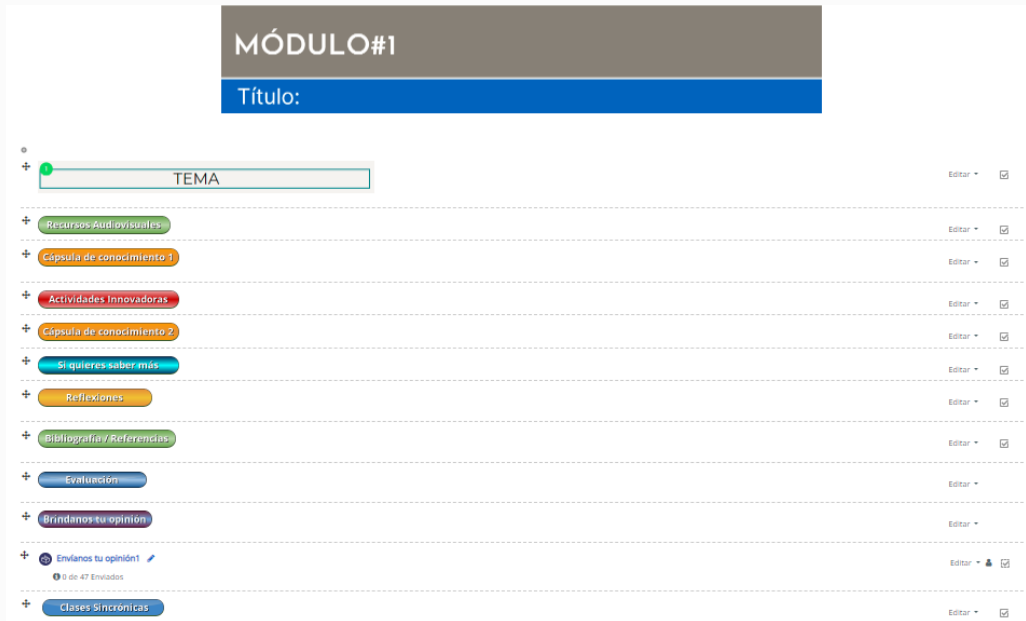 MÓDULO#1
Título:
TEMA
Editar
Recursos Audiovisuales
Editar
Cápsula de conocimiento 1
Editar
Actividades Innovadoras
Editar
Cápsula de conocimiento 2
Editar
Si quieres saber más
Editar
Reflexiones
Editar
Bibliografía / Referencias
Editar
Evaluación
Editar
Brindanos tu opinión
Editar
Envíanos tu opinión1
Editar
0 de 47 Enviados
Clases Sincrónicas
Editar